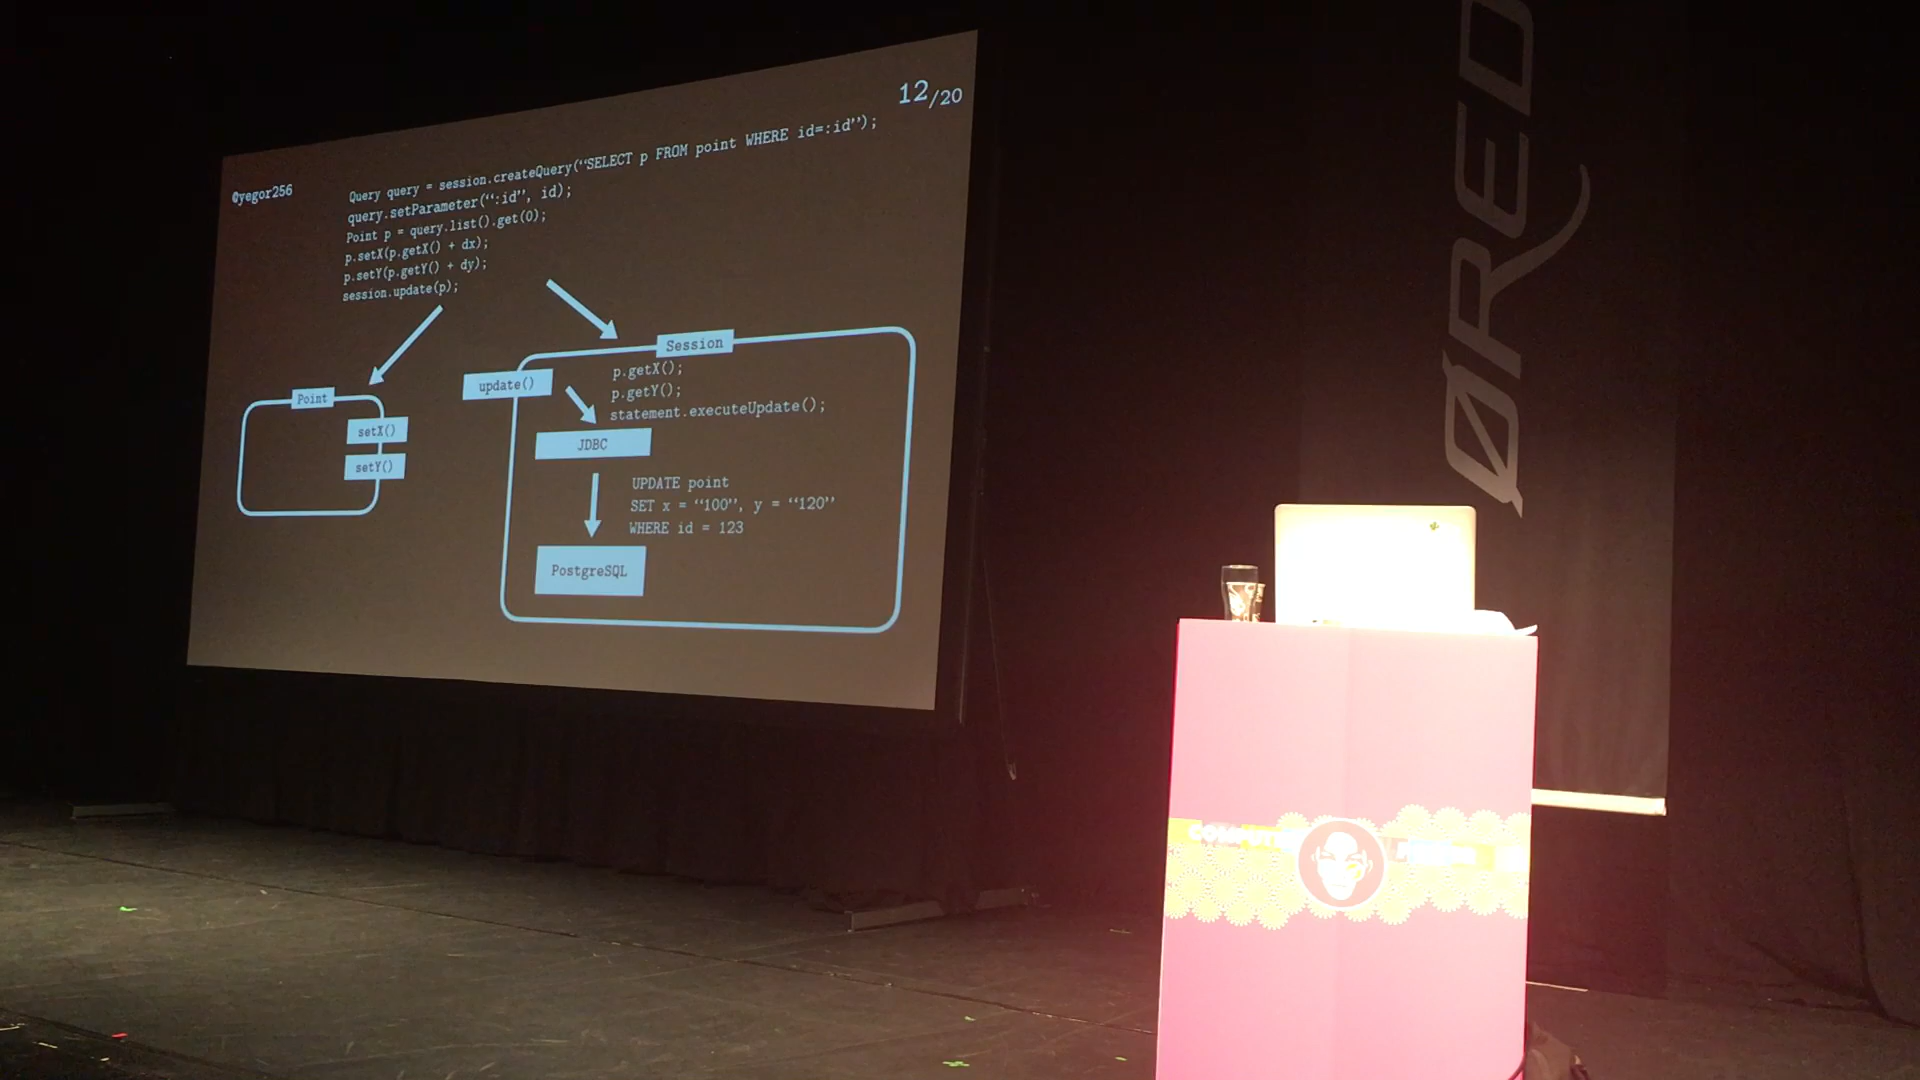 12/20
@yegor256
Query query = session.createQuery(“SELECT p FROM point WHERE id=:id”);
query.setParameter(“:id”, id);
Point p = query.list().get(0);
p.setX(p.getX() + dx);
p.setY(p.getY() + dy);
session.update(p);
Point
setX()
setY()
Session
update()
p.getX();
p.getY();
statement.executeUpdate();
JDBC
UPDATE point
SET x = “100”, y = “120”
WHERE id = 123
PostgreSQL
ØRED